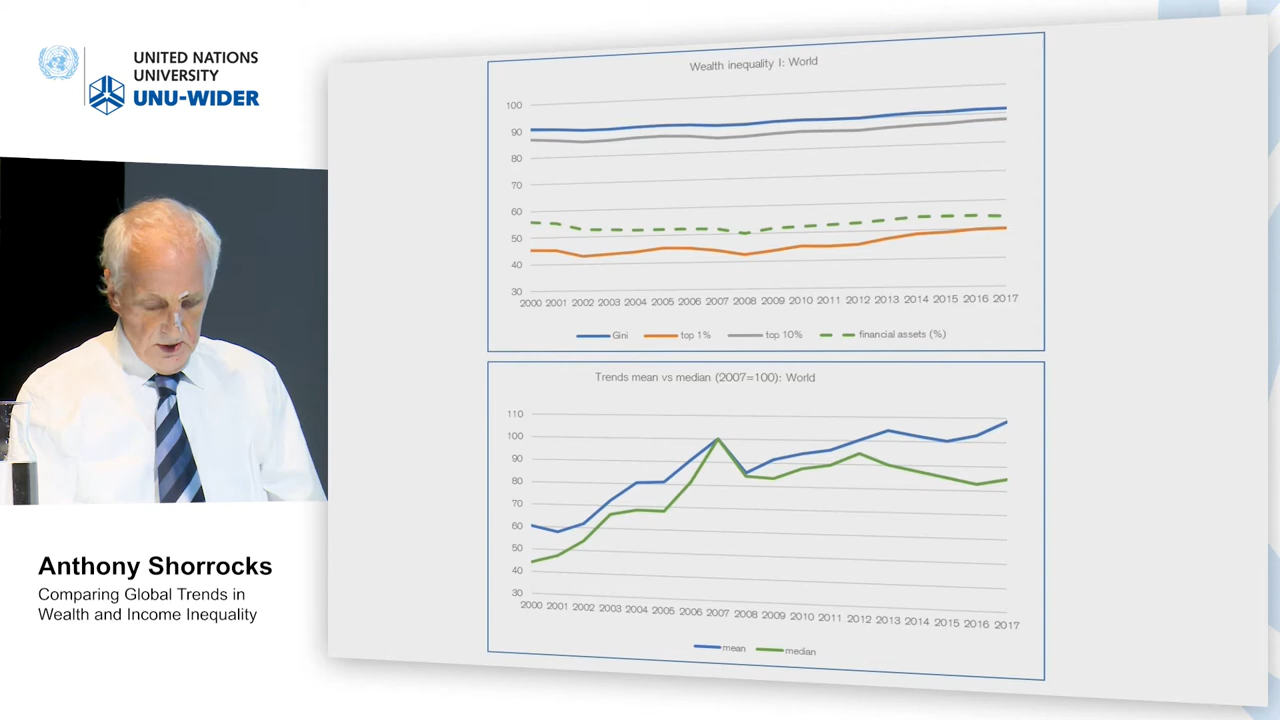 UNITED NATIONS
UNIVERSITY
UNU-WIDER
Wealth inequality I: World
100
90
80
70
60
50
40
30
2000 2001 2002 2003 2004 2005 2006 2007 2008 2009 2010 2011 2012 2013 2014 2015 2016 2017
Gini top 1% top 10% financial assets (%)
Trends mean vs median (2007=100): World
110
100
90
80
70
60
50
40
30
2000 2001 2002 2003 2004 2005 2006 2007 2008 2009 2010 2011 2012 2013 2014 2015 2016 2017
mean median
Anthony Shorrocks
Comparing Global Trends in
Wealth and Income Inequality